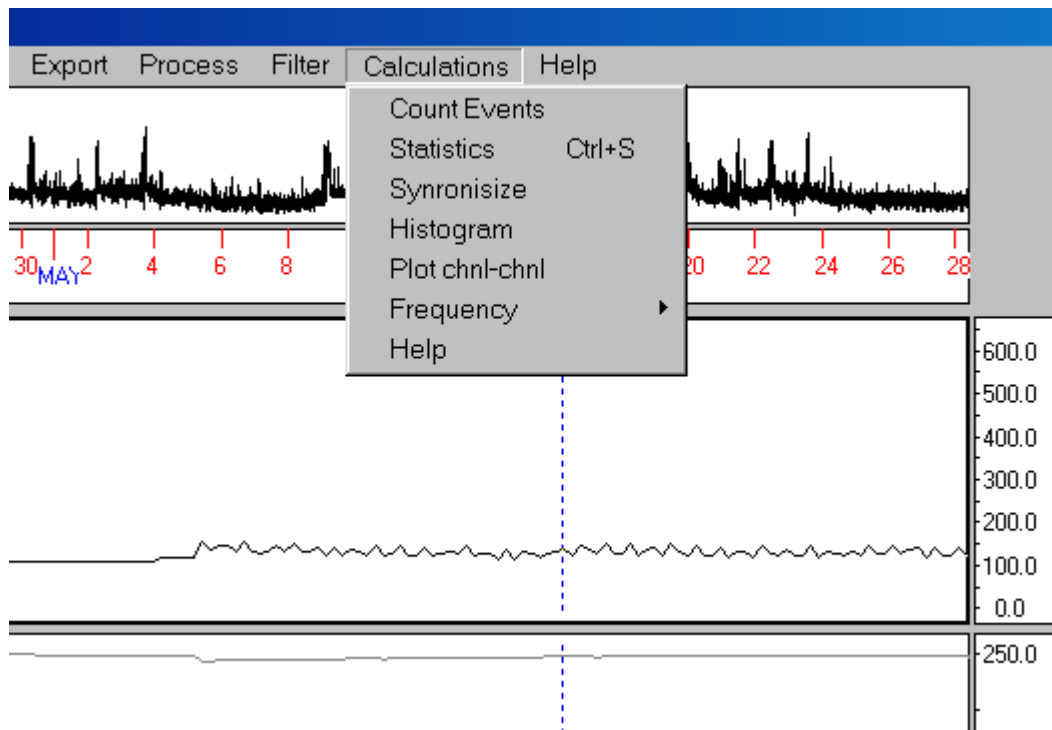 Export Process Filter Calculations Help
Count Events
Statistics Ctrl+S
Synronisize
Histogram
Plot chnl-chnl
Frequency
Help
30 MAY 2 4 6 8 20 22 24 26 28
600.0
500.0
400.0
300.0
200.0
100.0
0.0
250.0